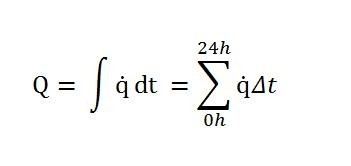 24h
Q = ∫ q̇ dt = ∑ q̇Δt
0h